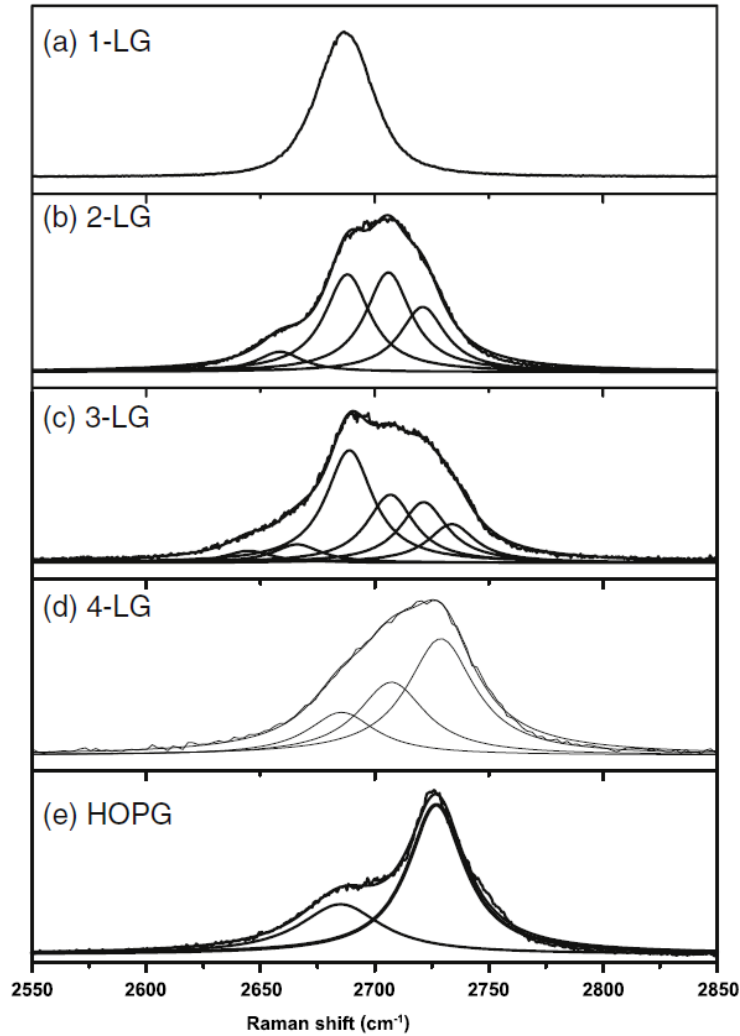 (a) 1-LG
(b) 2-LG
(c) 3-LG
(d) 4-LG
(e) HOPG
2550 2600 2650 2700 2750 2800 2850
Raman shift (cm⁻¹)